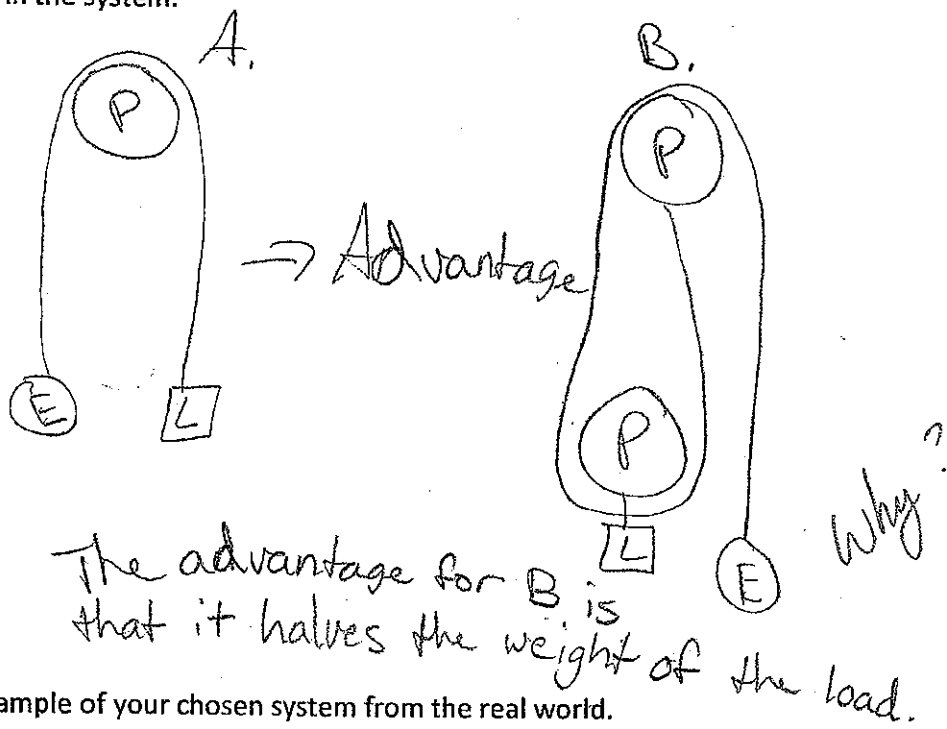 in the system.
A.
B.
P
P
→ Advantage
P
E
L
Why?
L
E
The advantage for B is
that it halves the weight of the load.
ample of your chosen system from the real world.